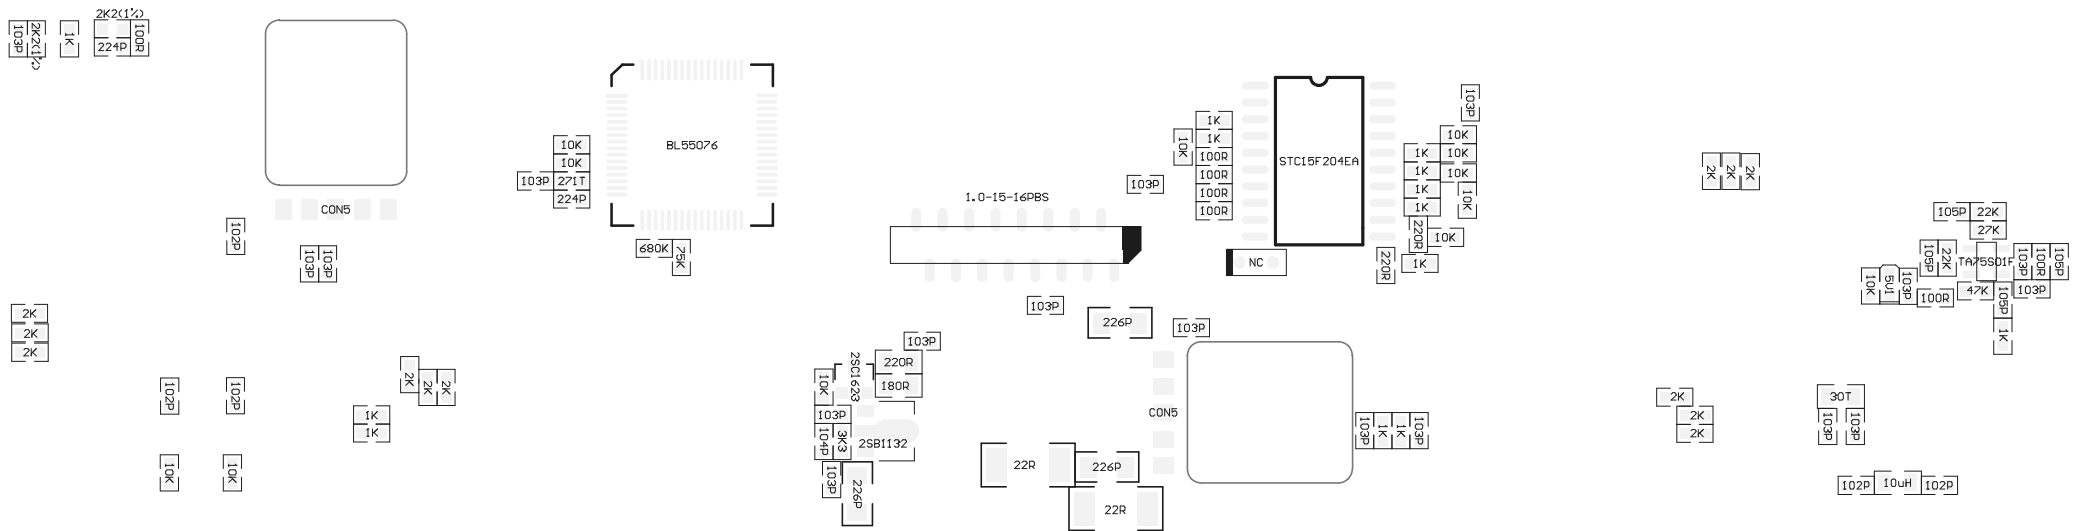 2K2(1%)
103P
2K2(1%)
1K
224P
100R
CON5
102P
103P
103P
2K
2K
2K
102P
102P
10K
10K
2K
2K
2K
1K
1K
10K
10K
103P
271T
224P
BL55076
680K
75K
1.0-15-16PBS
103P
103P
226P
103P
103P
2SC1623
220R
180R
10K
103P
104P
3K3
2SB1132
103P
226P
22R
226P
22R
CON5
103P
1K
1K
103P
10K
1K
1K
100R
100R
100R
100R
STC15F204EA
NC
103P
10K
1K
10K
1K
10K
1K
10K
1K
220R
10K
220R
1K
2K
2K
2K
105P
22K
27K
105P
22K
TA75S01F
103P
100R
105P
10K
5V1
103P
100R
47K
103P
105P
1K
2K
2K
2K
30T
103P
103P
102P
10uH
102P